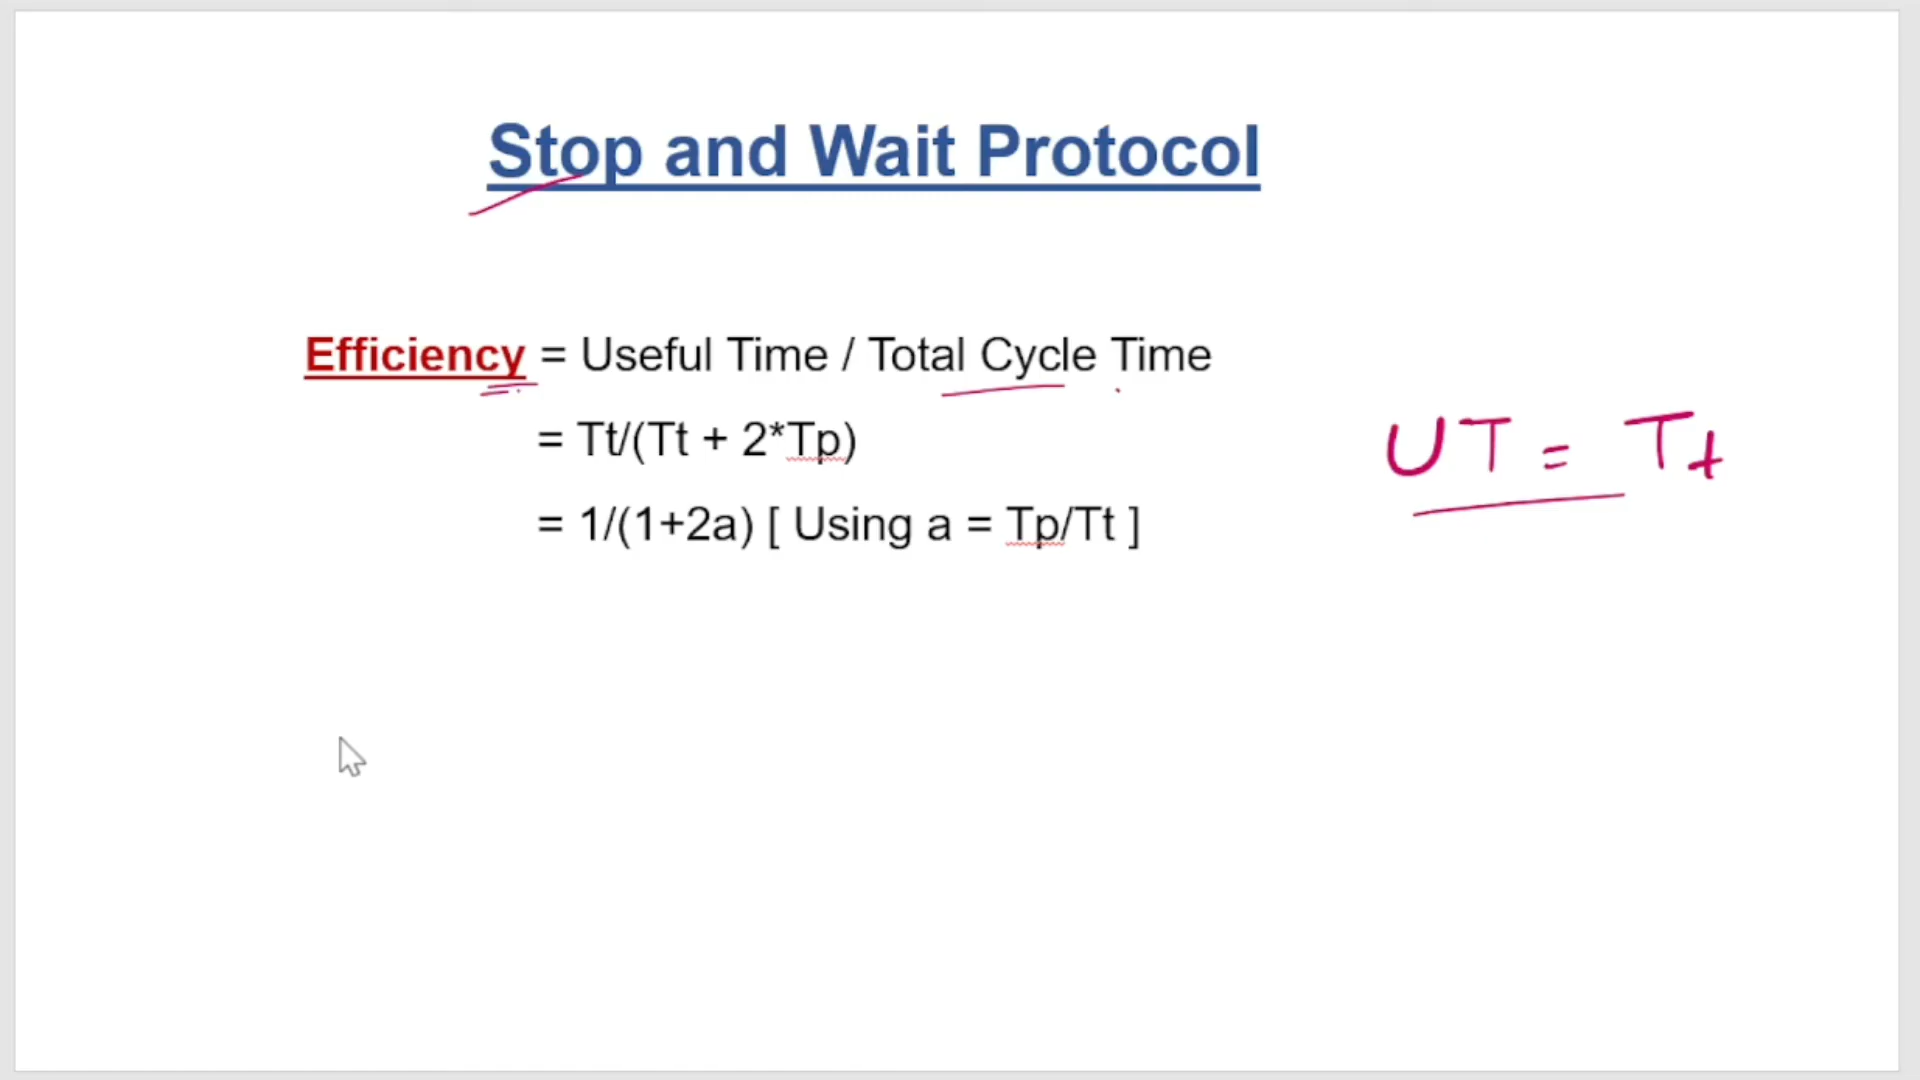 Stop and Wait Protocol
Efficiency = Useful Time / Total Cycle Time
= Tt/(Tt + 2*Tp)
= 1/(1+2a) [ Using a = Tp/Tt ]
UT = Tt